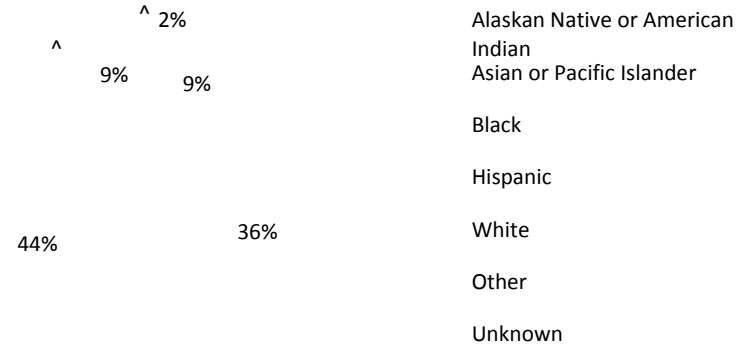 ^ 2%
^
9%
9%
44%
36%
Alaskan Native or American
Indian
Asian or Pacific Islander
Black
Hispanic
White
Other
Unknown